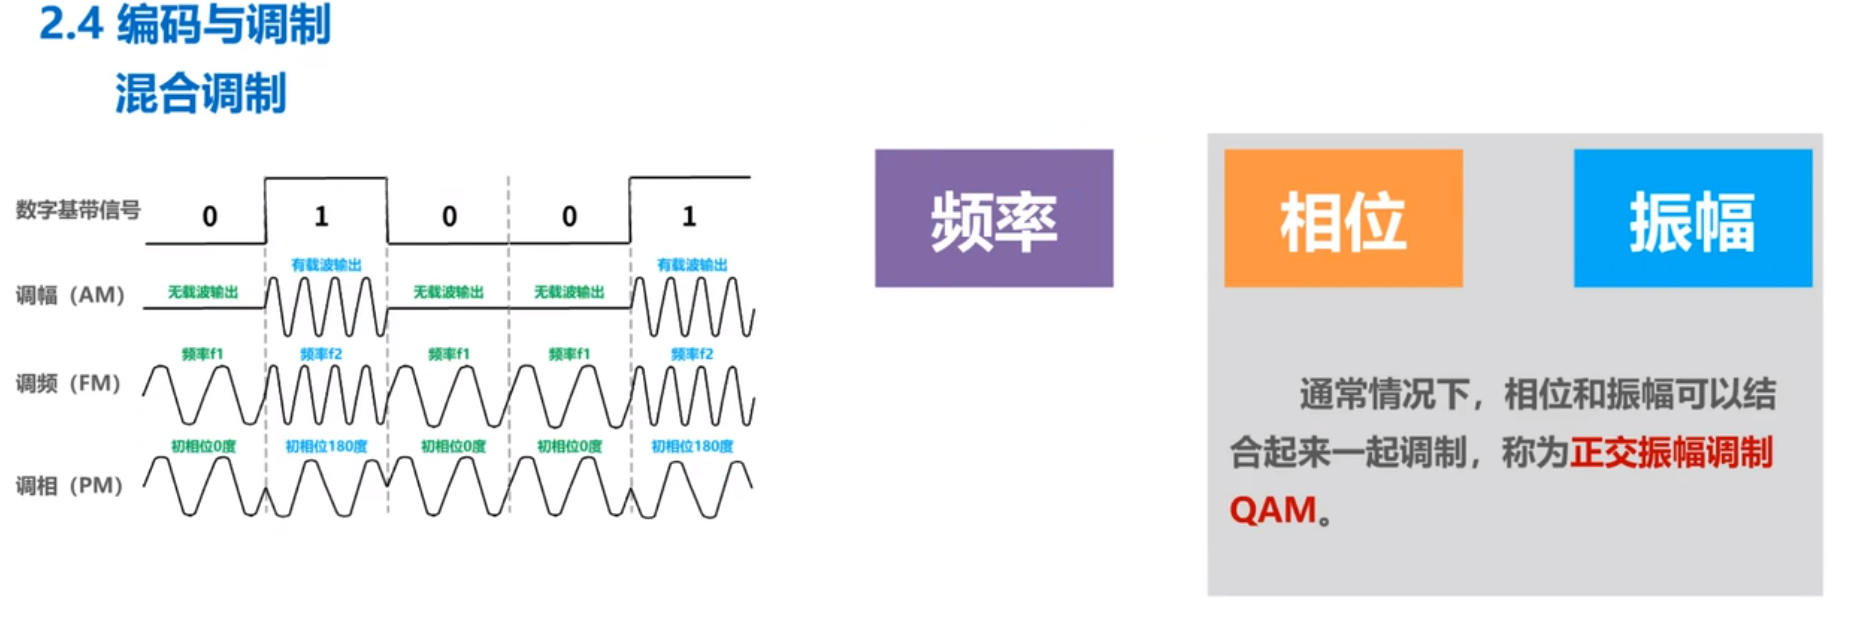 2.4 编码与调制
混合调制
数字基带信号
0 1 0 0 1
调幅（AM）
无载波输出 有载波输出 无载波输出 无载波输出 有载波输出
调频（FM）
频率f1 频率f2 频率f1 频率f1 频率f2
调相（PM）
初相位0度 初相位180度 初相位0度 初相位0度 初相位180度
频率
相位
振幅
通常情况下，相位和振幅可以结
合起来一起调制，称为正交振幅调制
QAM。